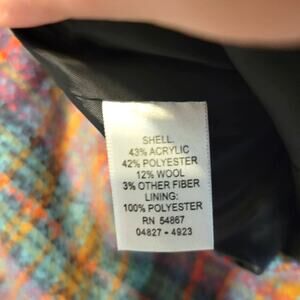 SHELL:
43% ACRYLIC
42% POLYESTER
12% WOOL
3% OTHER FIBER
LINING:
100% POLYESTER
RN 54867
04827 - 4923